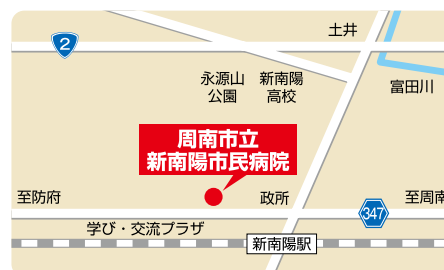 土井
2
永源山
公園
新南陽
高校
富田川
周南市立
新南陽市民病院
至防府
政所
347
至周南
学び・交流プラザ
新南陽駅